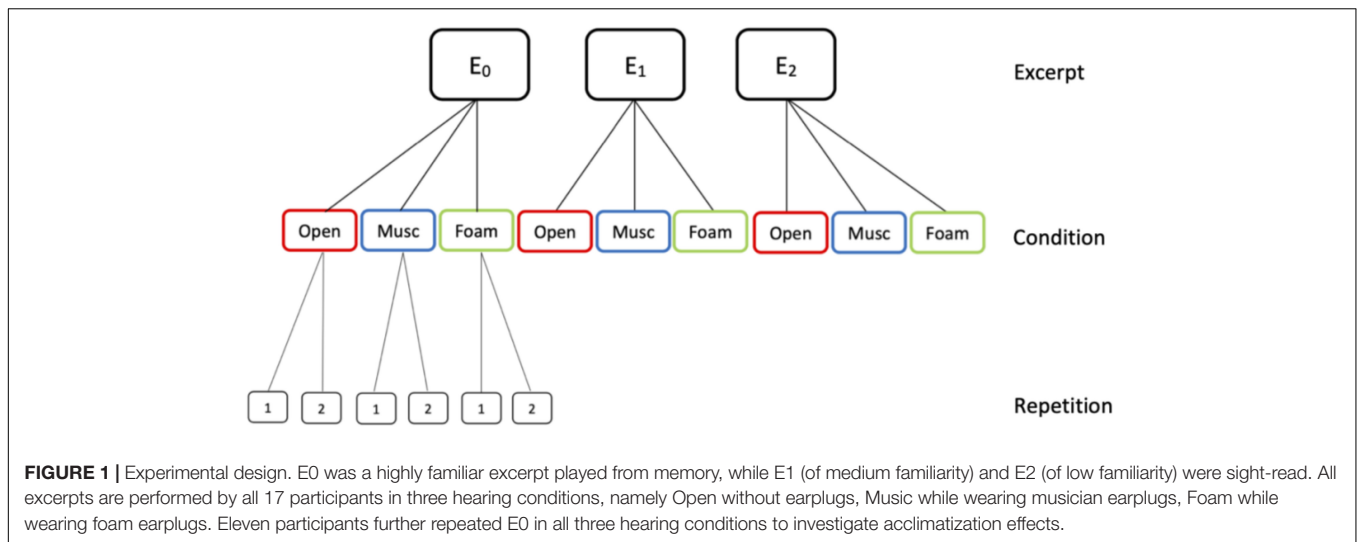 E₀ E₁ E₂ Excerpt
Open Musc Foam Open Musc Foam Open Musc Foam Condition
1 2 1 2 1 2 Repetition
FIGURE 1 | Experimental design. E0 was a highly familiar excerpt played from memory, while E1 (of medium familiarity) and E2 (of low familiarity) were sight-read. All
excerpts are performed by all 17 participants in three hearing conditions, namely Open without earplugs, Music while wearing musician earplugs, Foam while
wearing foam earplugs. Eleven participants further repeated E0 in all three hearing conditions to investigate acclimatization effects.